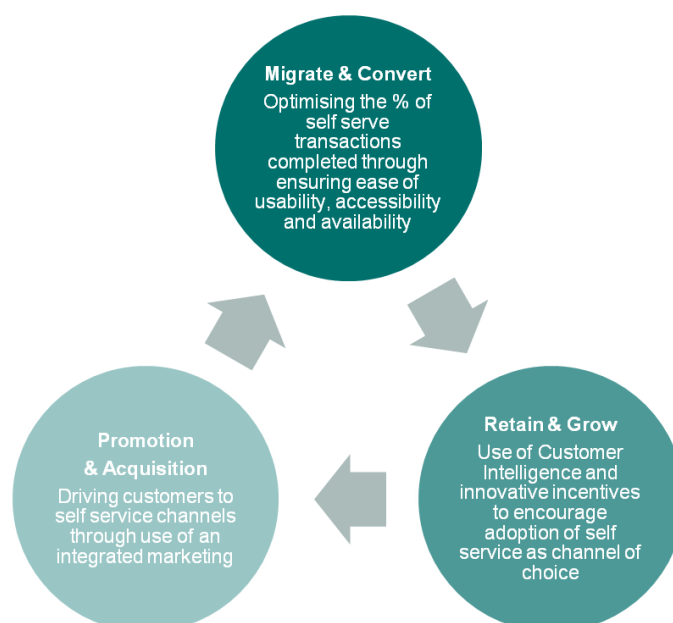 Migrate & Convert
Optimising the % of
self serve
transactions
completed through
ensuring ease of
usability, accessibility
and availability
Retain & Grow
Use of Customer
Intelligence and
innovative incentives
to encourage
adoption of self
service as channel of
choice
Promotion
& Acquisition
Driving customers to
self service channels
through use of an
integrated marketing